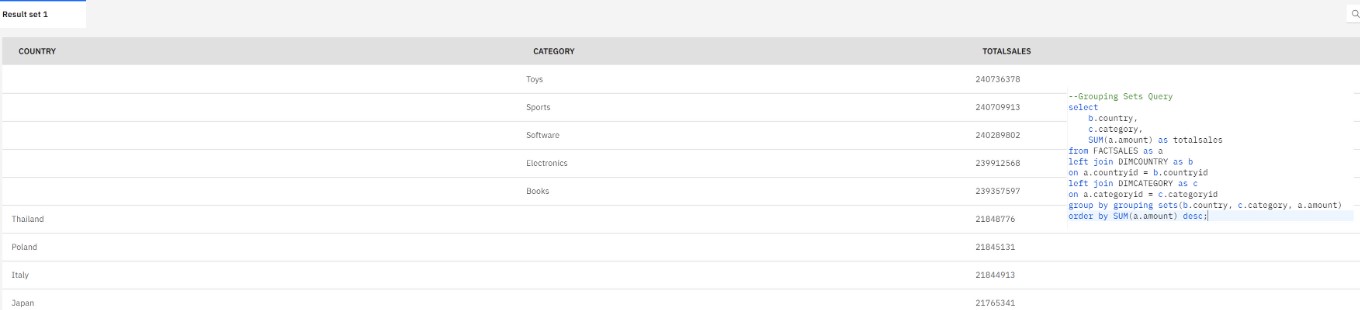 Result set 1
COUNTRY CATEGORY TOTALSALES
Toys 240736378
Sports 240709913
Software 240289802
Electronics 239912568
Books 239357597
Thailand 21848776
Poland 21845131
Italy 21844913
Japan 21765341
--Grouping Sets Query
select
b.country,
c.category,
SUM(a.amount) as totalsales
from FACTSALES as a
left join DIMCOUNTRY as b
on a.countryid = b.countryid
left join DIMCATEGORY as c
on a.categoryid = c.categoryid
group by grouping sets(b.country, c.category, a.amount)
order by SUM(a.amount) desc;